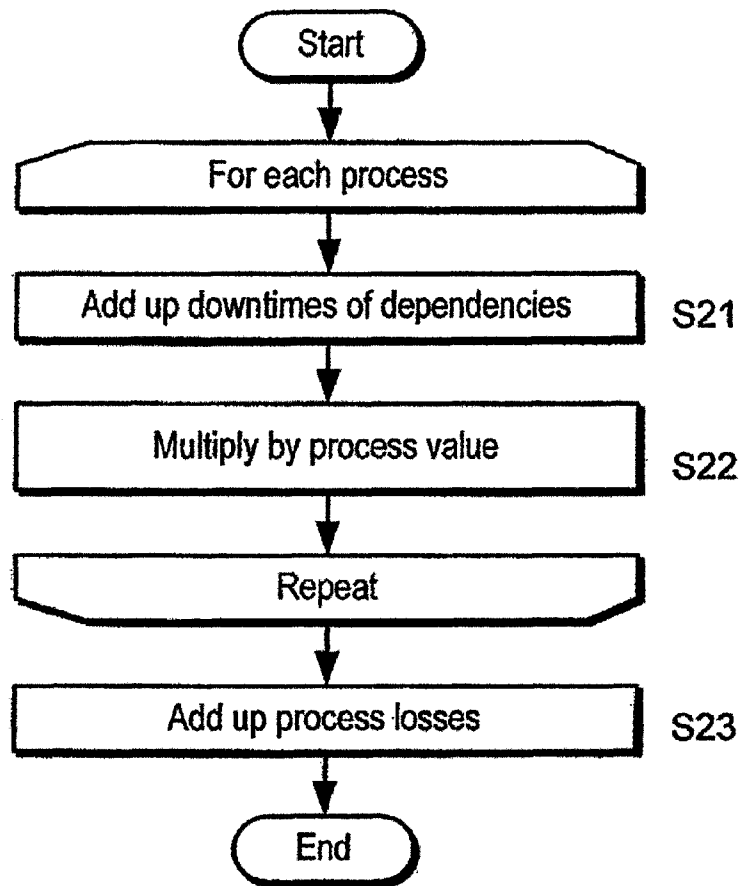 Start
For each process
Add up downtimes of dependencies
S21
Multiply by process value
S22
Repeat
Add up process losses
S23
End